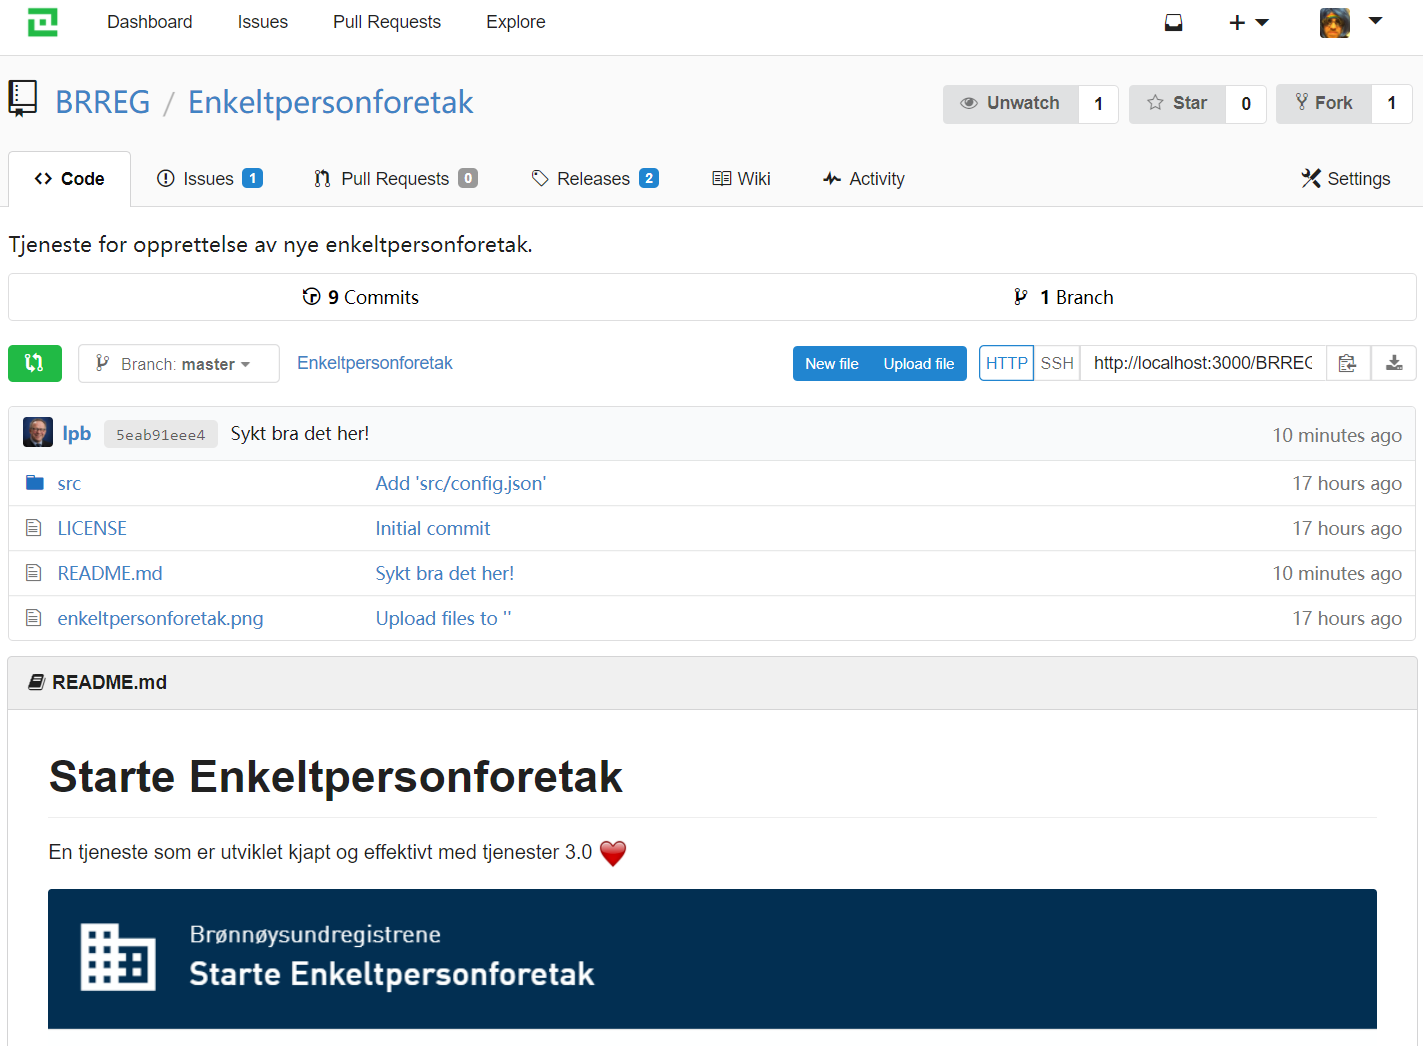 Dashboard Issues Pull Requests Explore
BRREG / Enkeltpersonforetak Unwatch 1 Star 0 Fork 1
Code Issues 1 Pull Requests 0 Releases 2 Wiki Activity Settings
Tjeneste for opprettelse av nye enkeltpersonforetak.
9 Commits 1 Branch
Branch: master Enkeltpersonforetak New file Upload file HTTP SSH http://localhost:3000/BRREG
lpb 5eab91eee4 Sykt bra det her! 10 minutes ago
src Add 'src/config.json' 17 hours ago
LICENSE Initial commit 17 hours ago
README.md Sykt bra det her! 10 minutes ago
enkeltpersonforetak.png Upload files to '' 17 hours ago
README.md
Starte Enkeltpersonforetak
En tjeneste som er utviklet kjapt og effektivt med tjenester 3.0
Brønnøysundregistrene
Starte Enkeltpersonforetak